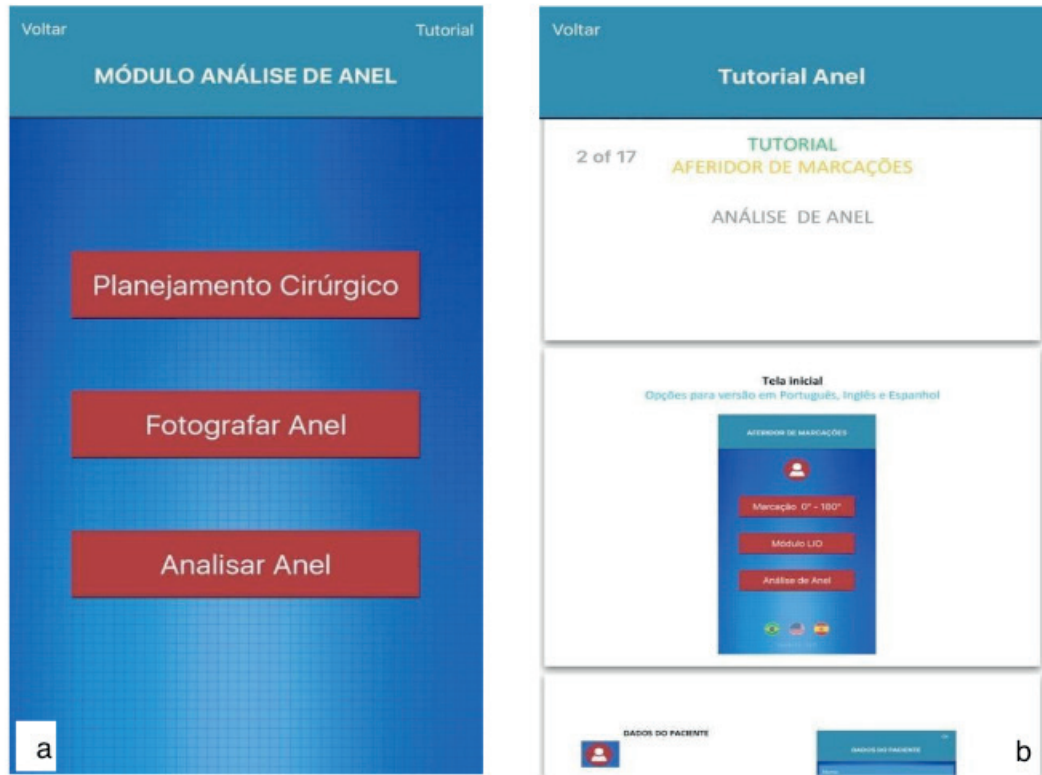 Voltar
Tutorial
MÓDULO ANÁLISE DE ANEL
Planejamento Cirúrgico
Fotografar Anel
Analisar Anel
a
Voltar
Tutorial Anel
2 of 17
TUTORIAL
AFERIDOR DE MARCAÇÕES
ANÁLISE DE ANEL
Tela inicial
Opções para versão em Português, Inglês e Espanhol
AFERIDOR DE MARCAÇÕES
Marcação 0° - 180°
Módulo LIO
Análise de Anel
DADOS DO PACIENTE
DADOS DO PACIENTE
b